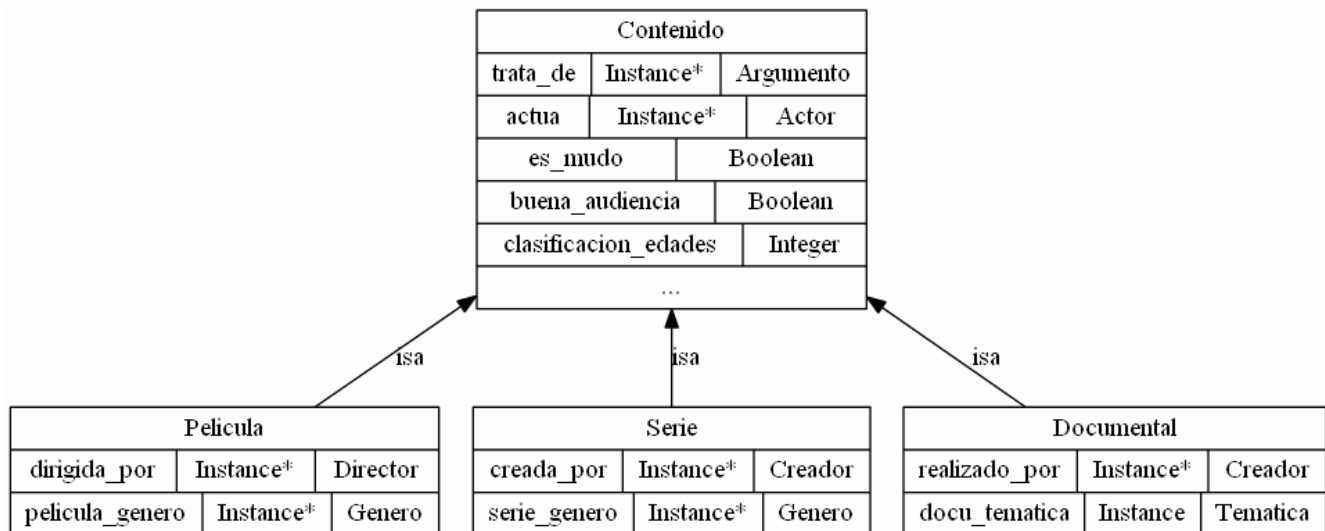 Contenido
trata_de Instance* Argumento
actua Instance* Actor
es_mudo Boolean
buena_audiencia Boolean
clasificacion_edades Integer
...
isa isa isa
Pelicula Serie Documental
dirigida_por Instance* Director creada_por Instance* Creador realizado_por Instance* Creador
pelicula_genero Instance* Genero serie_genero Instance* Genero docu_tematica Instance Tematica